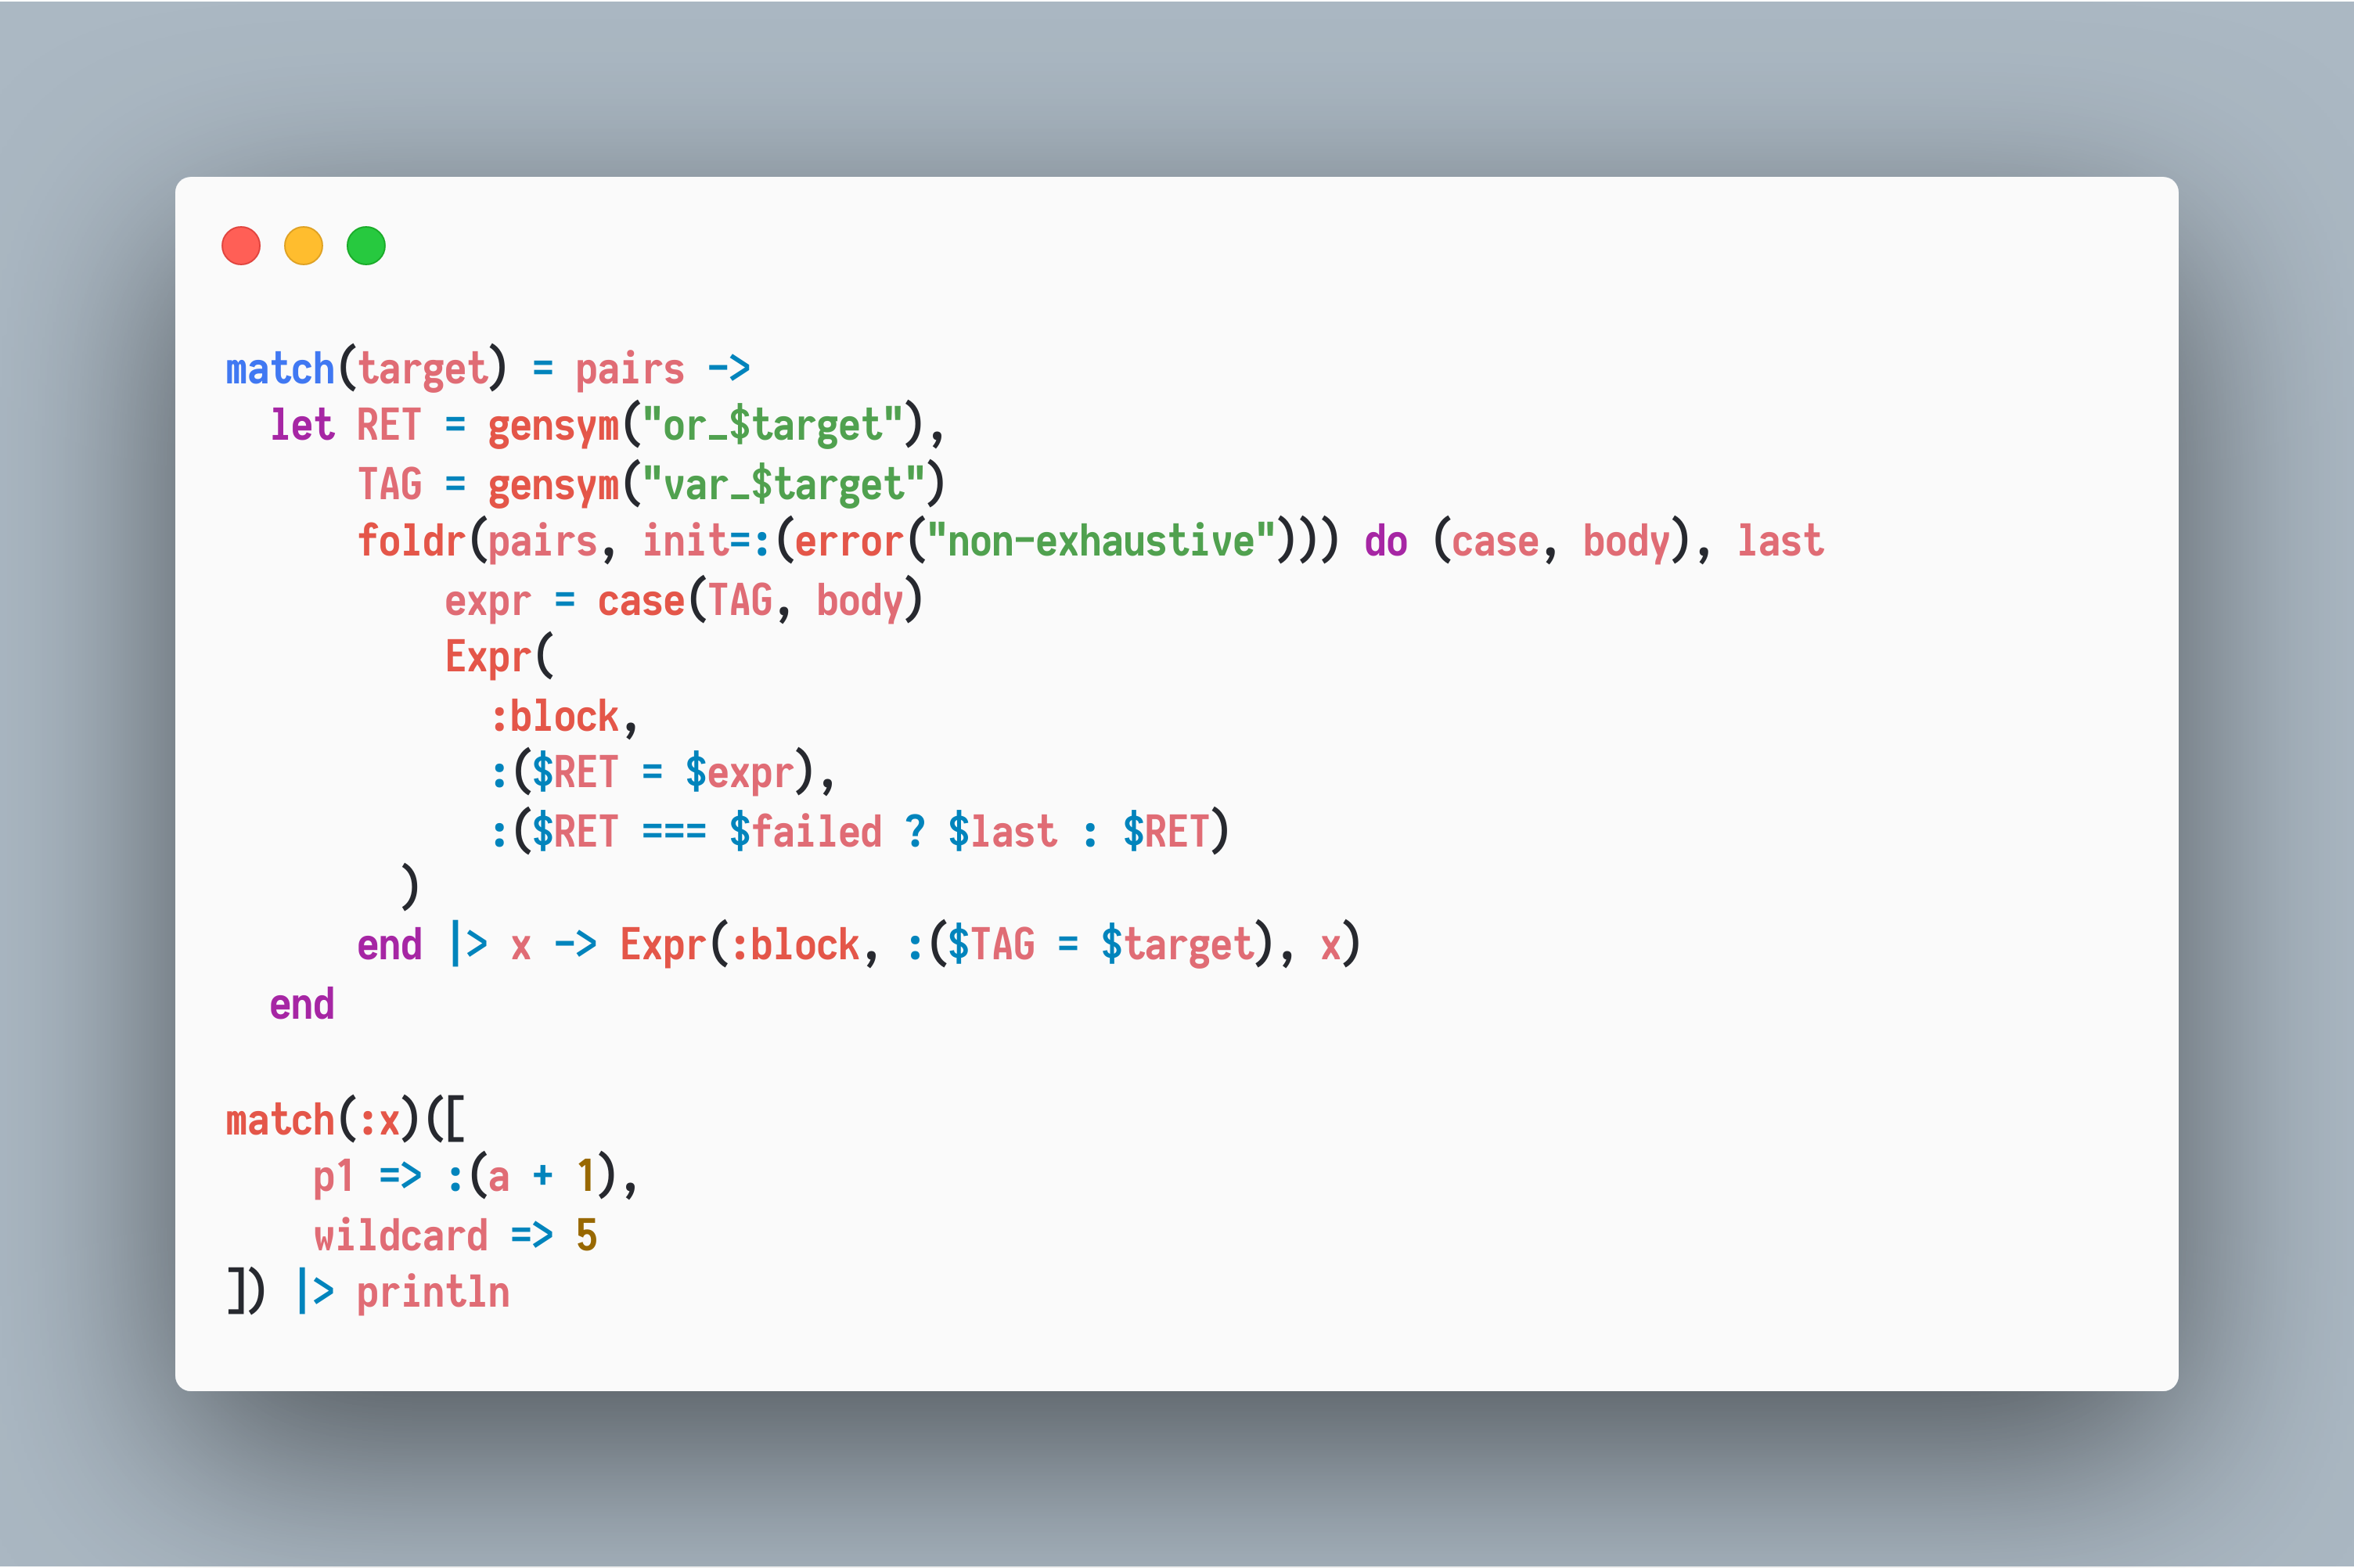 match(target) = pairs ->
  let RET = gensym("or_$target"),
      TAG = gensym("var_$target")
      foldr(pairs, init=:(error("non-exhaustive"))) do (case, body), last
          expr = case(TAG, body)
          Expr(
            :block,
            :($RET = $expr),
            :($RET === $failed ? $last : $RET)
        )
      end |> x -> Expr(:block, :($TAG = $target), x)
  end

match(:x)([
    p1 => :(a + 1),
    wildcard => 5
]) |> println